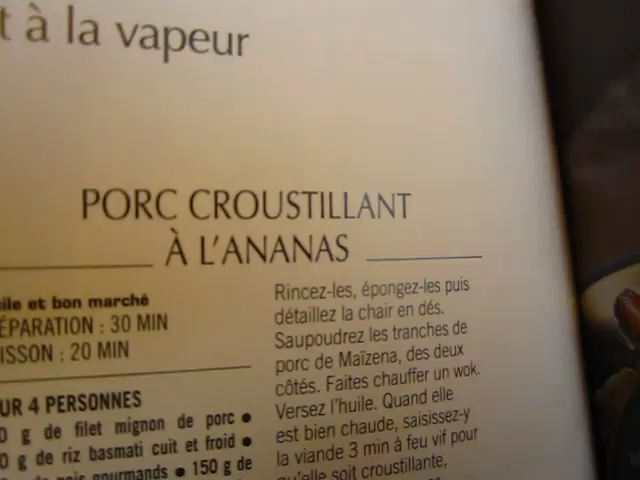 t à la vapeur
PORC CROUSTILLANT
À L'ANANAS
ile et bon marché
ÉPARATION : 30 MIN
ISSON : 20 MIN
UR 4 PERSONNES
0 g de filet mignon de porc ●
0 g de riz basmati cuit et froid ●
de pois gourmands ● 150 g de
Rincez-les, épongez-les puis
détaillez la chair en dés.
Saupoudrez les tranches de
porc de Maïzena, des deux
côtés. Faites chauffer un wok.
Versez l'huile. Quand elle
est bien chaude, saisissez-y
la viande 3 min à feu vif pour
qu'elle soit croustillante,